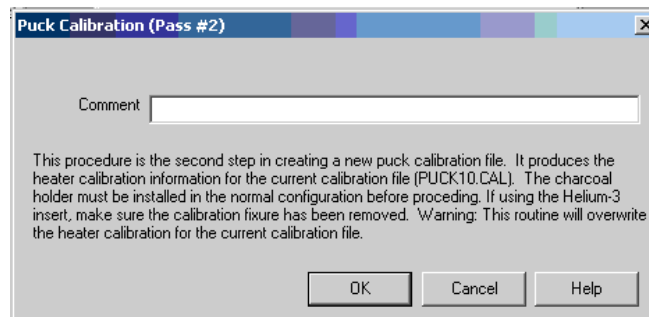 Puck Calibration (Pass #2)
Comment
This procedure is the second step in creating a new puck calibration file. It produces the
heater calibration information for the current calibration file (PUCK10.CAL). The charcoal
holder must be installed in the normal configuration before proceding. If using the Helium-3
insert, make sure the calibration fixure has been removed. Warning: This routine will overwrite
the heater calibration for the current calibration file.
OK Cancel Help